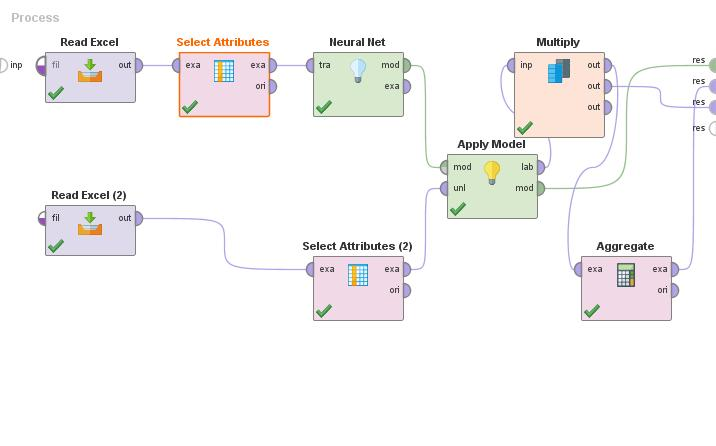 Process
Read Excel
Select Attributes
Neural Net
Multiply
inp
fil
out
exa
exa
ori
tra
mod
exa
inp
out
out
out
res
res
res
res
Apply Model
mod
lab
unl
mod
Read Excel (2)
fil
out
Select Attributes (2)
exa
exa
ori
Aggregate
exa
exa
ori